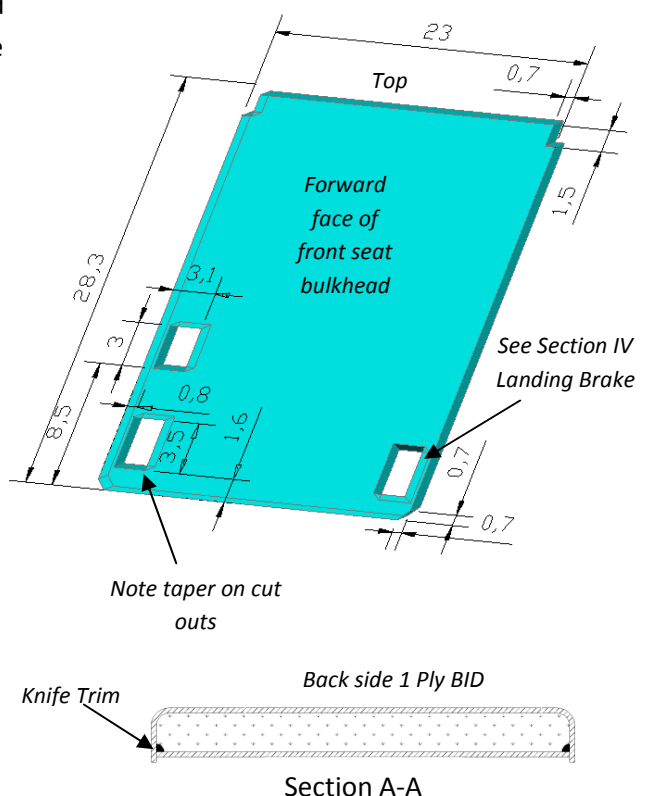 23
0,7
Top
1,5
Forward
face of
front seat
bulkhead
28,3
3,1
3
See Section IV
Landing Brake
8,5
0,8
3,5
1,6
0,7
0,7
Note taper on cut
outs
Back side 1 Ply BID
Knife Trim
Section A-A